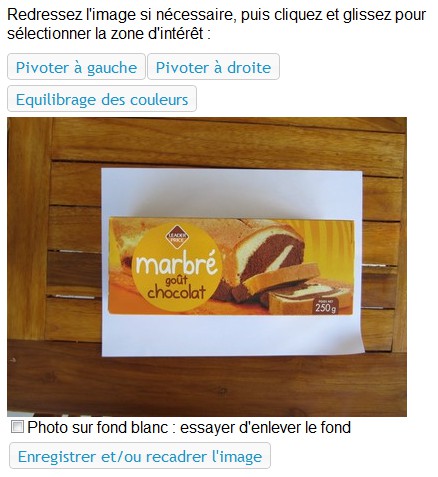 Redressez l'image si nécessaire, puis cliquez et glissez pour
sélectionner la zone d'intérêt :
Pivoter à gauche Pivoter à droite
Equilibrage des couleurs
LEADER
PRICE
marbré
goût
chocolat
250g
Photo sur fond blanc : essayer d'enlever le fond
Enregistrer et/ou recadrer l'image